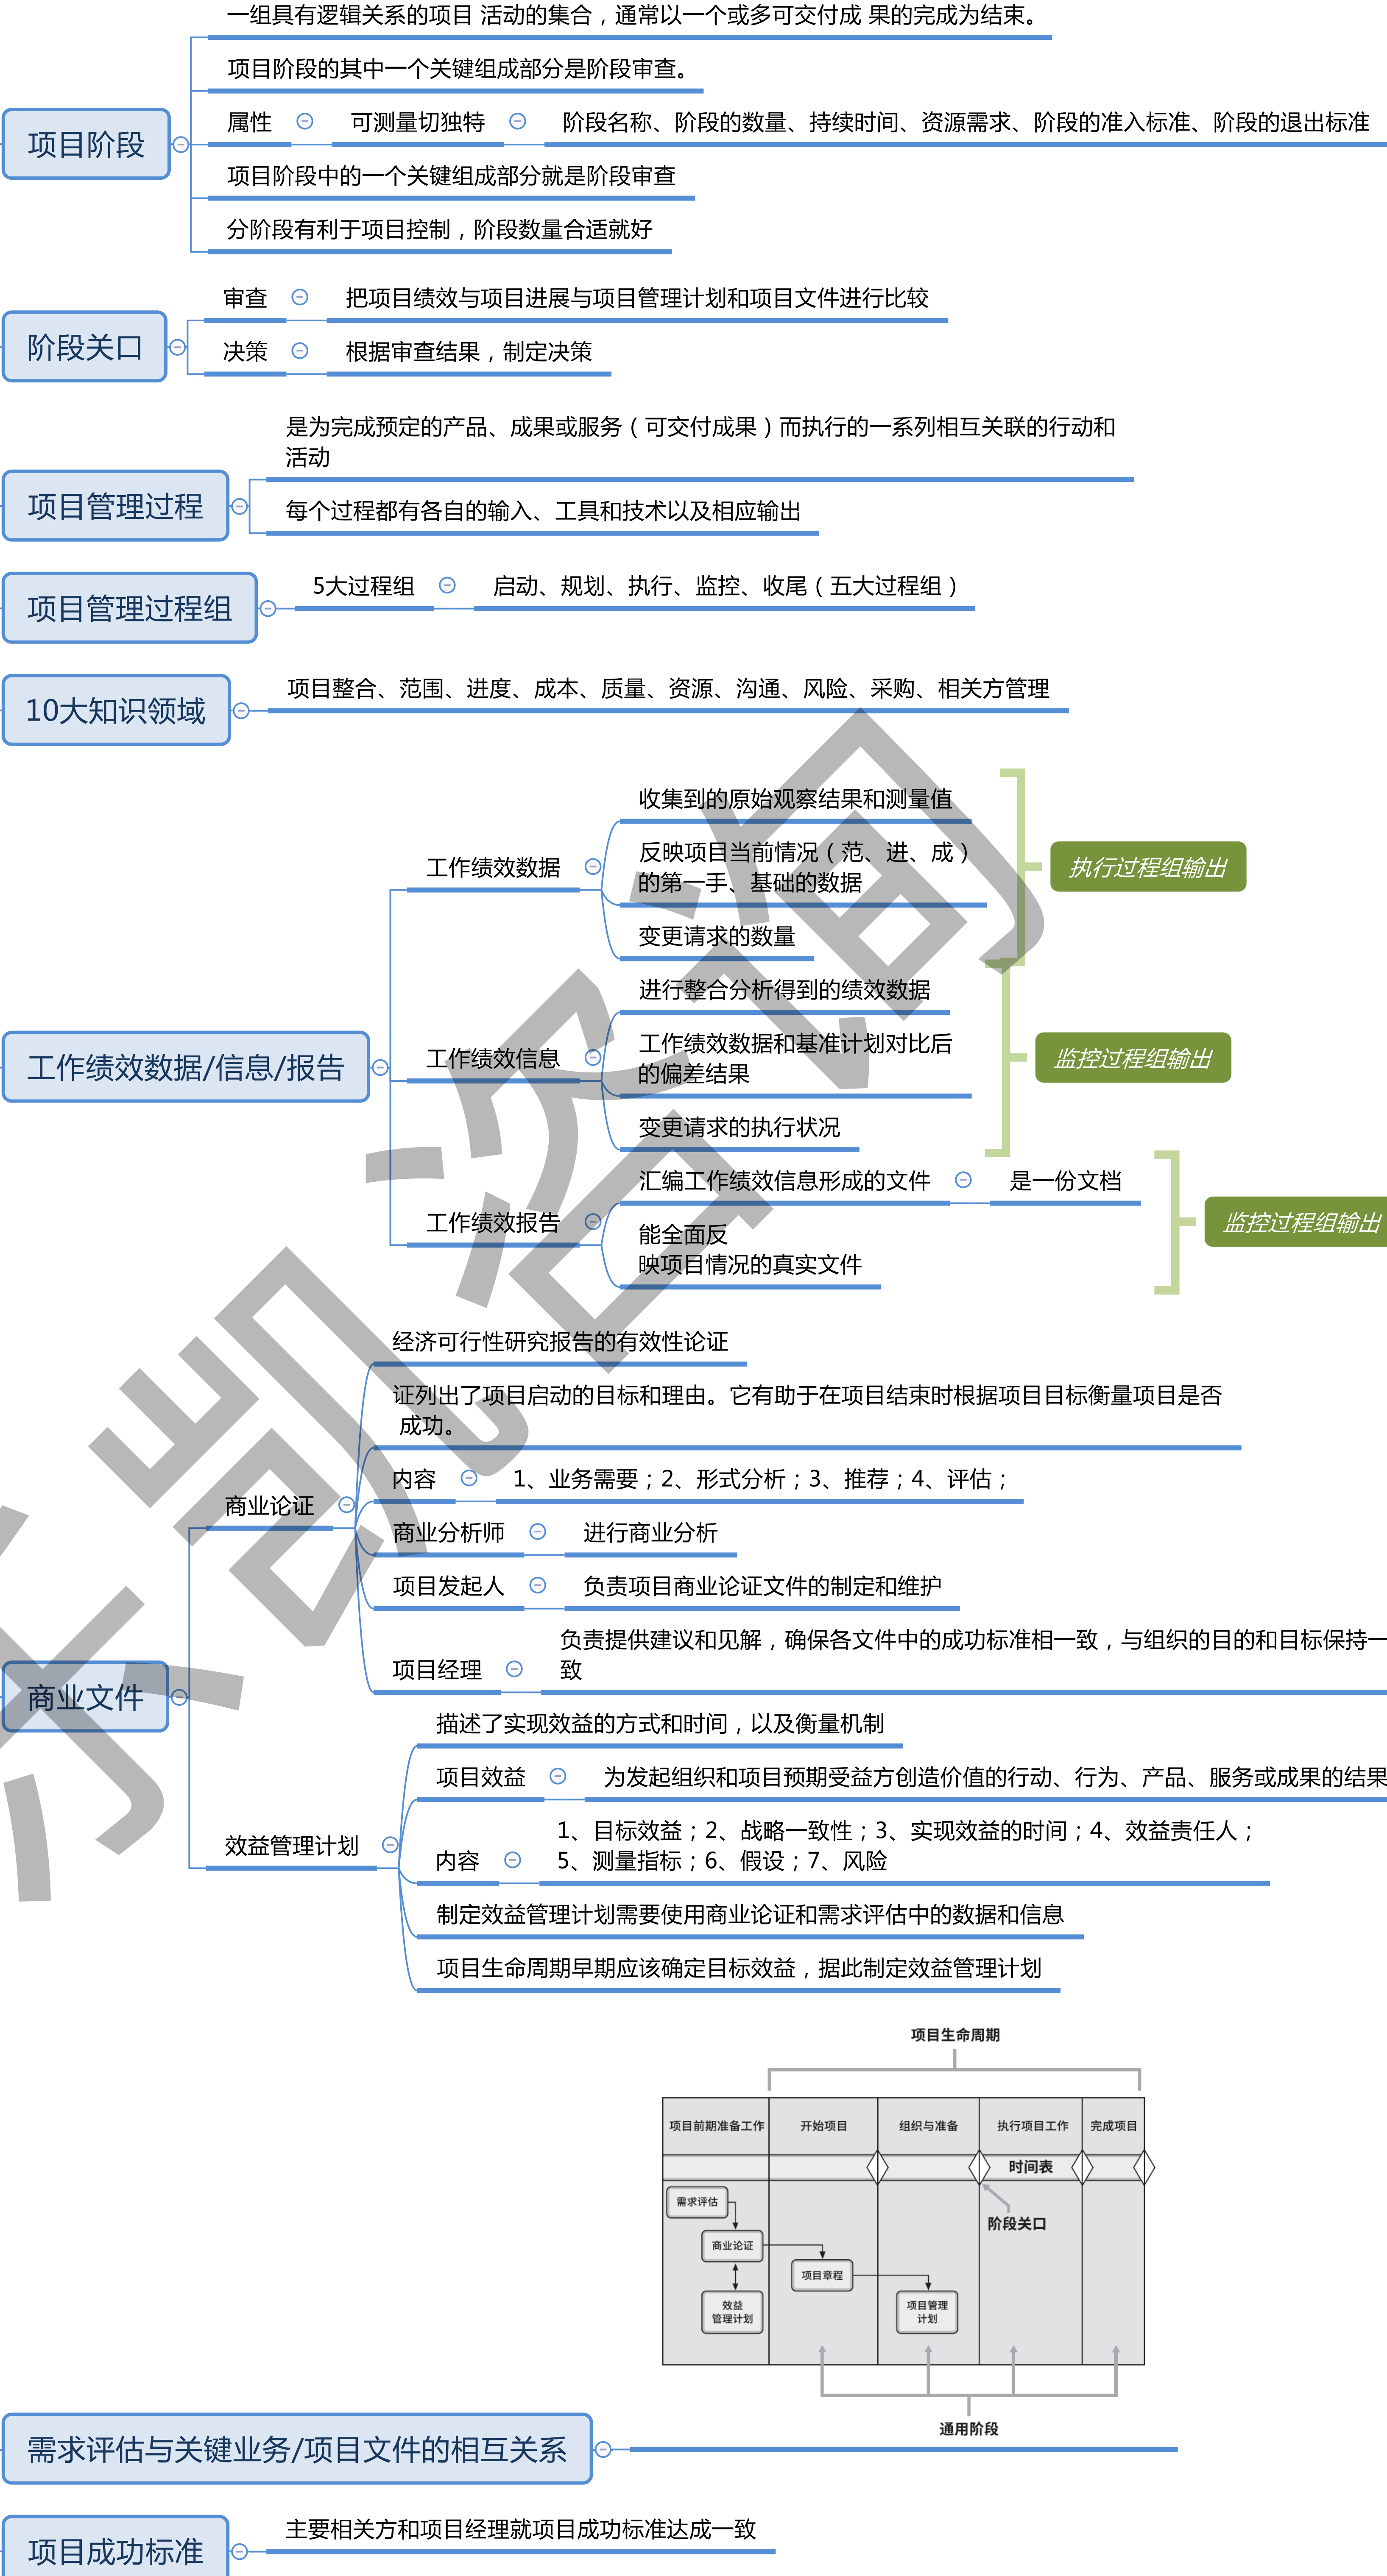 一组具有逻辑关系的项目 活动的集合，通常以一个或多可交付成 果的完成为结束。
项目阶段的其中一个关键组成部分是阶段审查。
项目阶段
属性 可测量切独特 阶段名称、阶段的数量、持续时间、资源需求、阶段的准入标准、阶段的退出标准
项目阶段中的一个关键组成部分就是阶段审查
分阶段有利于项目控制，阶段数量合适就好
阶段关口
审查 把项目绩效与项目进展与项目管理计划和项目文件进行比较
决策 根据审查结果，制定决策
项目管理过程
是为完成预定的产品、成果或服务（可交付成果）而执行的一系列相互关联的行动和
活动
每个过程都有各自的输入、工具和技术以及相应输出
项目管理过程组
5大过程组 启动、规划、执行、监控、收尾（五大过程组）
10大知识领域
项目整合、范围、进度、成本、质量、资源、沟通、风险、采购、相关方管理
工作绩效数据/信息/报告
工作绩效数据
收集到的原始观察结果和测量值
反映项目当前情况（范、进、成）
的第一手、基础的数据
变更请求的数量
执行过程组输出
工作绩效信息
进行整合分析得到的绩效数据
工作绩效数据和基准计划对比后
的偏差结果
变更请求的执行状况
监控过程组输出
工作绩效报告
汇编工作绩效信息形成的文件 是一份文档
能全面反
映项目情况的真实文件
监控过程组输出
商业文件
商业论证
经济可行性研究报告的有效性论证
证列出了项目启动的目标和理由。它有助于在项目结束时根据项目目标衡量项目是否
成功。
内容 1、业务需要；2、形式分析；3、推荐；4、评估；
商业分析师 进行商业分析
项目发起人 负责项目商业论证文件的制定和维护
项目经理
负责提供建议和见解，确保各文件中的成功标准相一致，与组织的目的和目标保持一
致
效益管理计划
描述了实现效益的方式和时间，以及衡量机制
项目效益 为发起组织和项目预期受益方创造价值的行动、行为、产品、服务或成果的结果
内容
1、目标效益；2、战略一致性；3、实现效益的时间；4、效益责任人；
5、测量指标；6、假设；7、风险
制定效益管理计划需要使用商业论证和需求评估中的数据和信息
项目生命周期早期应该确定目标效益，据此制定效益管理计划
项目生命周期
项目前期准备工作 开始项目 组织与准备 执行项目工作 完成项目
时间表
需求评估
阶段关口
商业论证
项目章程
效益
管理计划
项目管理
计划
通用阶段
需求评估与关键业务/项目文件的相互关系
项目成功标准
主要相关方和项目经理就项目成功标准达成一致
凯咨询